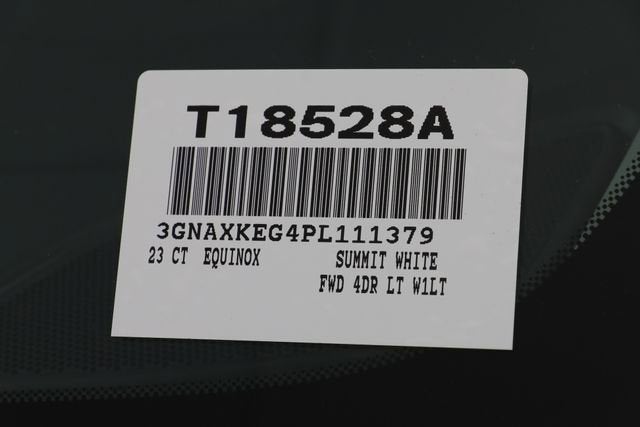 T18528A
3GNAXKEG4PL111379
23 CT EQUINOX SUMMIT WHITE
FWD 4DR LT W1LT